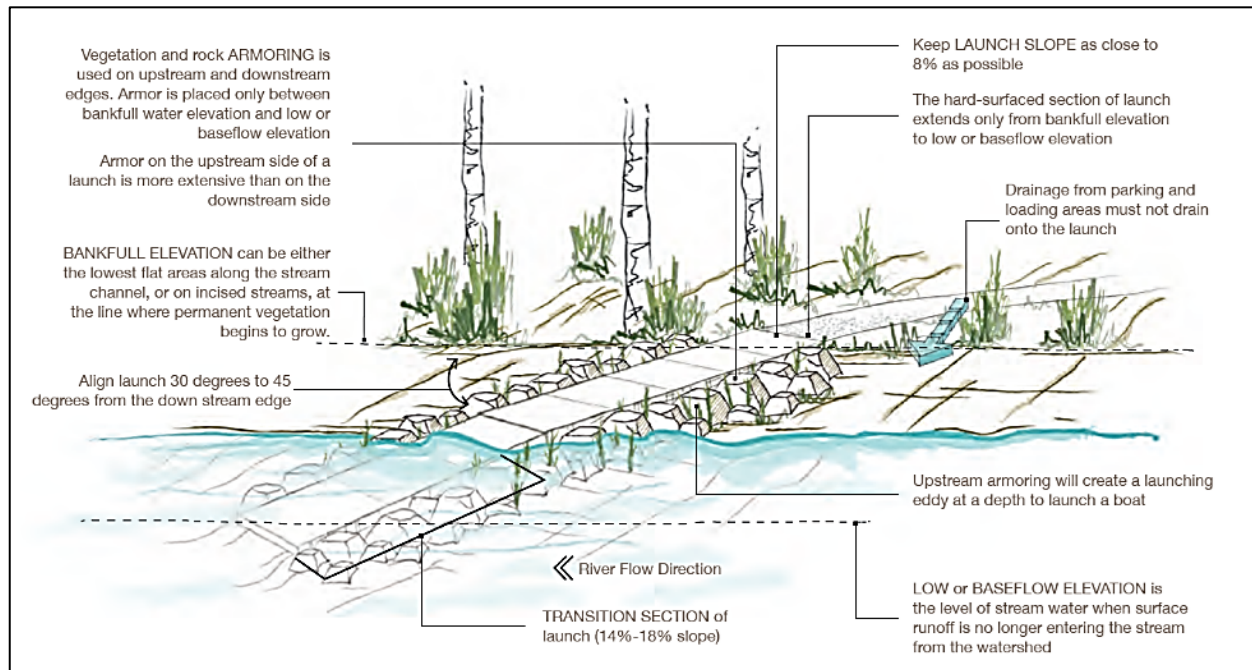 Vegetation and rock ARMORING is
used on upstream and downstream
edges. Armor is placed only between
bankfull water elevation and low or
baseflow elevation
Armor on the upstream side of a
launch is more extensive than on the
downstream side
BANKFULL ELEVATION can be either
the lowest flat areas along the stream
channel, or on incised streams, at
the line where permanent vegetation
begins to grow.
Align launch 30 degrees to 45
degrees from the down stream edge
Keep LAUNCH SLOPE as close to
8% as possible
The hard-surfaced section of launch
extends only from bankfull elevation
to low or baseflow elevation
Drainage from parking and
loading areas must not drain
onto the launch
Upstream armoring will create a launching
eddy at a depth to launch a boat
River Flow Direction
TRANSITION SECTION of
launch (14%-18% slope)
LOW or BASEFLOW ELEVATION is
the level of stream water when surface
runoff is no longer entering the stream
from the watershed